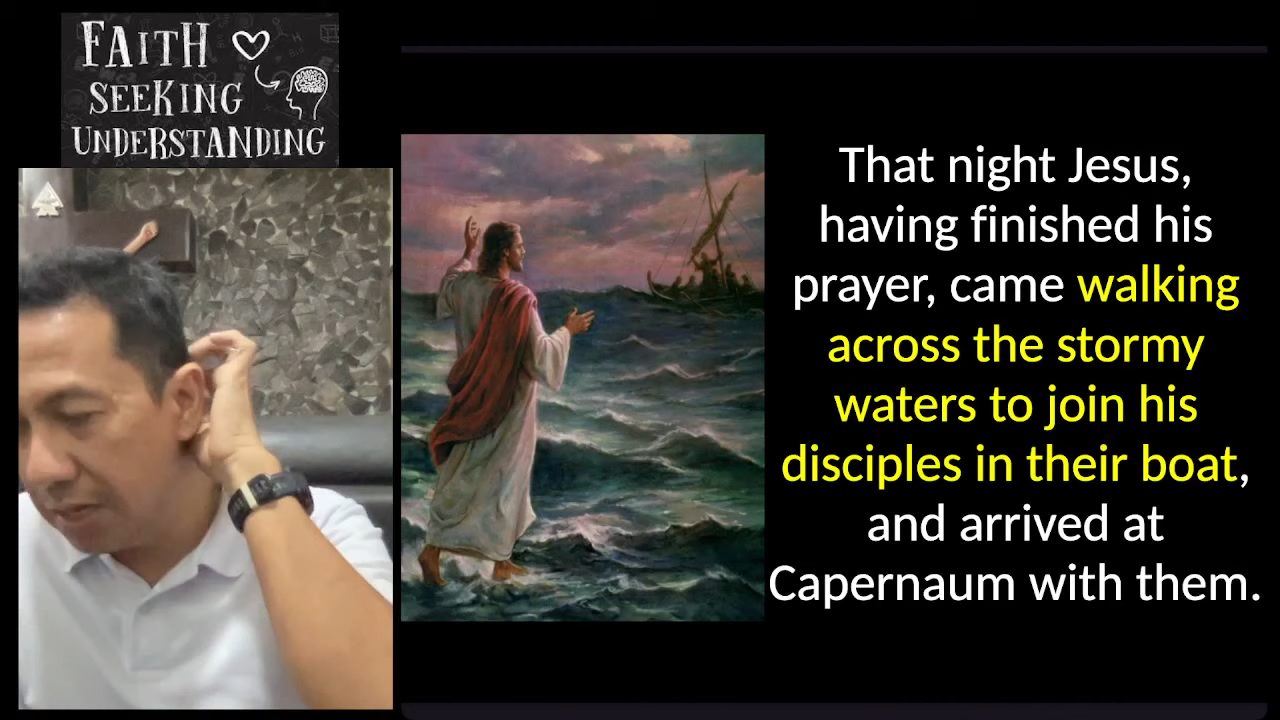 FAITH
SEEKING
UNDERSTANDING
That night Jesus,
having finished his
prayer, came walking
across the stormy
waters to join his
disciples in their boat,
and arrived at
Capernaum with them.